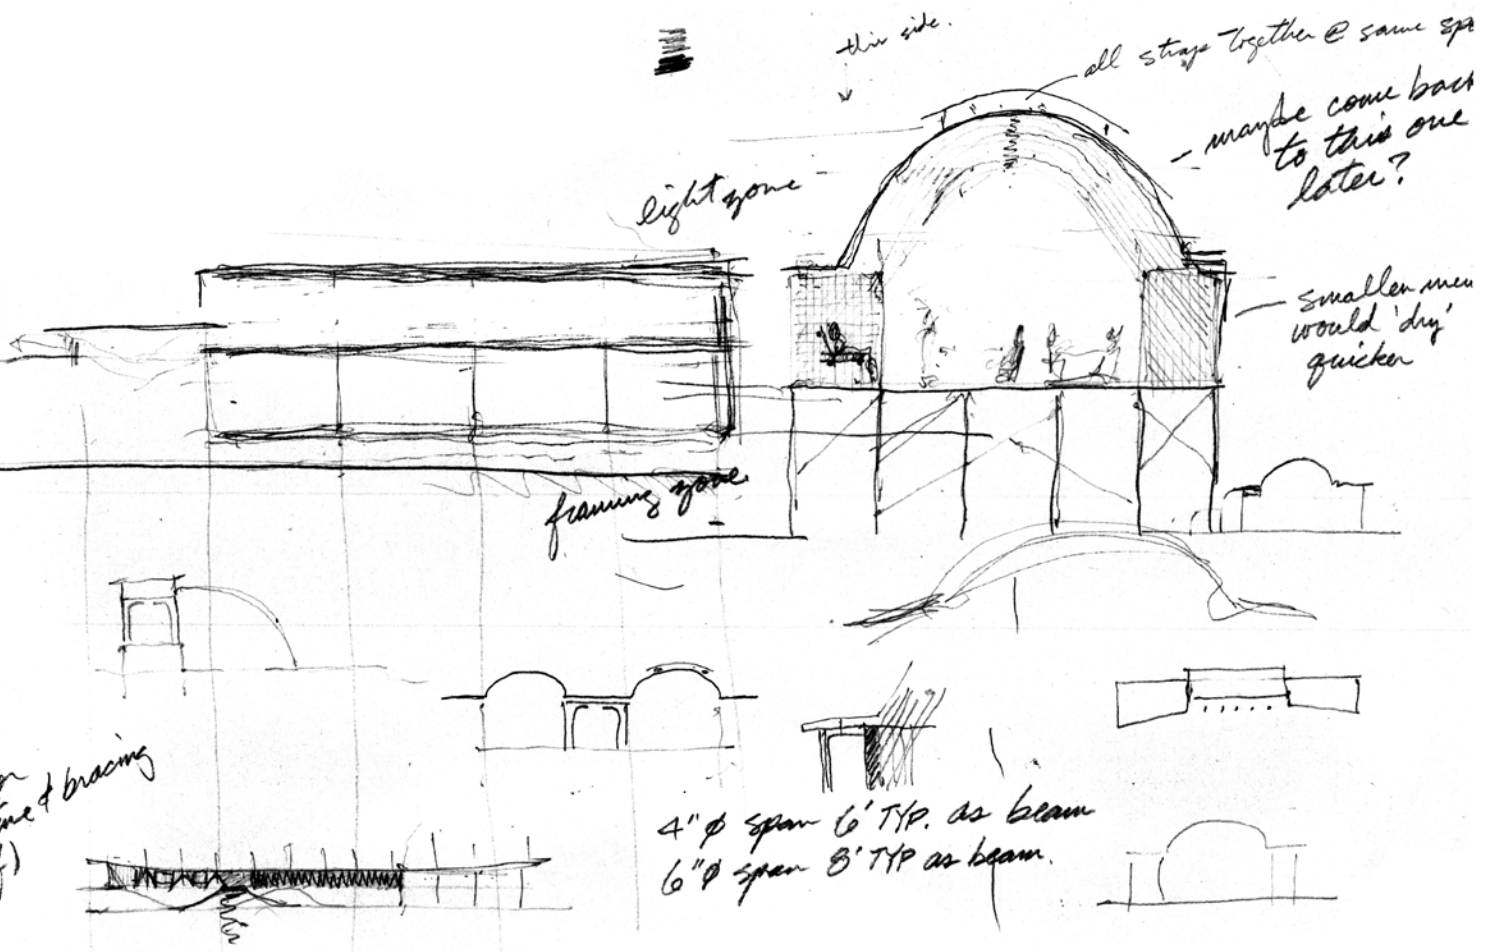 this side.
all strap together @ same sp
maybe come back
to this one
later?
light zone
smaller mem
would 'dry'
quicker
framing zone
& bracing
4"ø span 6' TYP. as beam
6"ø span 8' TYP as beam.